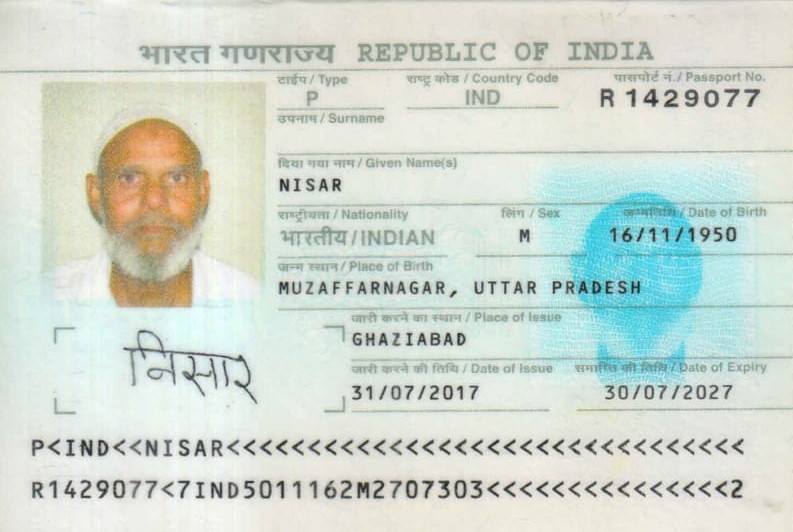 भारत गणराज्य REPUBLIC OF INDIA
टाईप / Type राष्ट्र कोड / Country Code पासपोर्ट नं. / Passport No.
P IND R 1429077
उपनाम / Surname
दिया गया नाम / Given Name(s)
NISAR
राष्ट्रीयता / Nationality लिंग / Sex जन्मतिथि / Date of Birth
भारतीय / INDIAN M 16/11/1950
जन्म स्थान / Place of Birth
MUZAFFARNAGAR, UTTAR PRADESH
जारी करने का स्थान / Place of Issue
GHAZIABAD
निसार
जारी करने की तिथि / Date of Issue समाप्ति की तिथि / Date of Expiry
31/07/2017 30/07/2027
P<IND<<NISAR<<<<<<<<<<<<<<<<<<<<<<<<<<<<<<<<
R1429077<7IND5011162M2707303<<<<<<<<<<<<<<<2